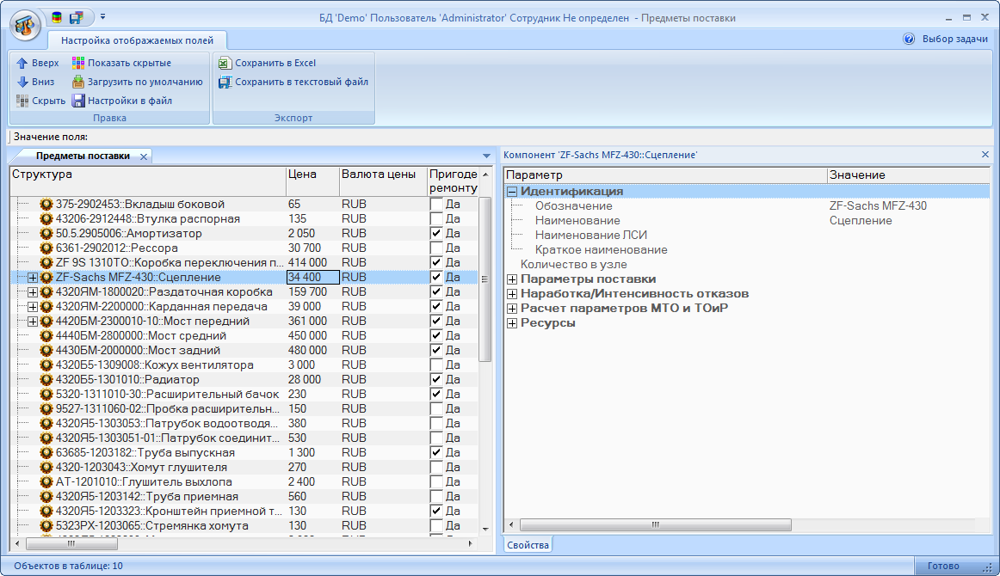 БД 'Demo' Пользователь 'Administrator' Сотрудник Не определен - Предметы поставки
Настройка отображаемых полей
Выбор задачи
Вверх Показать скрытые Сохранить в Excel
Вниз Загрузить по умолчанию Сохранить в текстовый файл
Скрыть Настройки в файл
Правка Экспорт
Значение поля:
Предметы поставки
Структура Цена Валюта цены Пригоде ремонту
375-2902453::Вкладыш боковой 65 RUB Да
43206-2912448::Втулка распорная 135 RUB Да
50.5.2905006::Амортизатор 2 050 RUB Да
6361-2902012::Рессора 30 700 RUB Да
ZF 9S 1310TO::Коробка переключения п... 414 000 RUB Да
ZF-Sachs MFZ-430::Сцепление 34 400 RUB Да
4320ЯМ-1800020::Раздаточная коробка 159 700 RUB Да
4320ЯМ-2200000::Карданная передача 39 000 RUB Да
4420БМ-2300010-10::Мост передний 361 000 RUB Да
4440БМ-2800000::Мост средний 450 000 RUB Да
4430БМ-2000000::Мост задний 480 000 RUB Да
4320Б5-1309008::Кожух вентилятора 3 000 RUB Да
4320Б5-1301010::Радиатор 28 000 RUB Да
5320-1311010-30::Расширительный бачок 230 RUB Да
9527-1311060-02::Пробка расширительн... 150 RUB Да
4320Я5-1303053::Патрубок водоотводя... 380 RUB Да
4320Я5-1303051-01::Патрубок соединит... 530 RUB Да
63685-1203182::Труба выпускная 1 300 RUB Да
4320-1203043::Хомут глушителя 270 RUB Да
АТ-1201010::Глушитель выхлопа 2 400 RUB Да
4320Я5-1203142::Труба приемная 560 RUB Да
4320Я5-1203323::Кронштейн приемной т... 130 RUB Да
5323РХ-1203065::Стремянка хомута 130 RUB Да
Компонент 'ZF-Sachs MFZ-430::Сцепление'
Параметр Значение
Идентификация
Обозначение ZF-Sachs MFZ-430
Наименование Сцепление
Наименование ЛСИ
Краткое наименование
Количество в узле
Параметры поставки
Наработка/Интенсивность отказов
Расчет параметров МТО и ТОиР
Ресурсы
Свойства
Объектов в таблице: 10
Готово